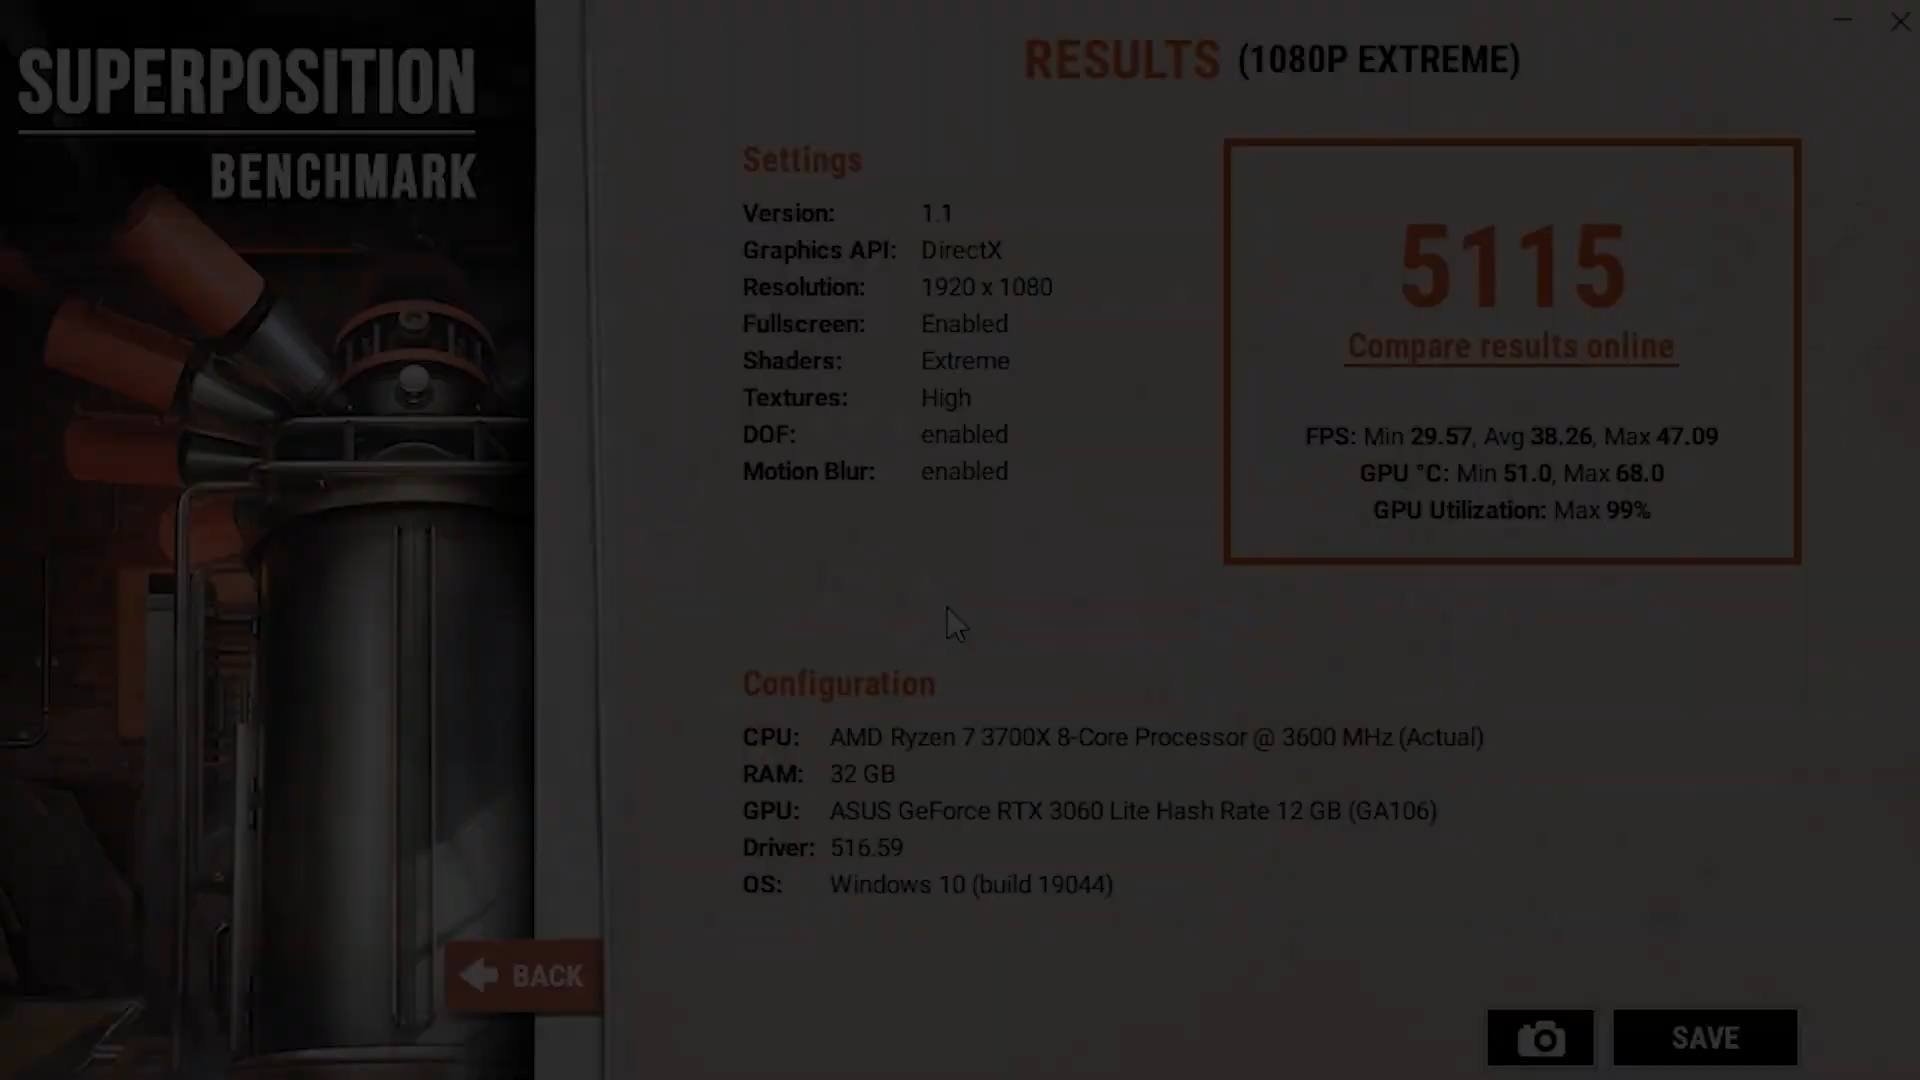 SUPERPOSITION
BENCHMARK
RESULTS (1080P EXTREME)
Settings
Version: 1.1
Graphics API: DirectX
Resolution: 1920 x 1080
Fullscreen: Enabled
Shaders: Extreme
Textures: High
DOF: enabled
Motion Blur: enabled
5115
Compare results online
FPS: Min 29.57, Avg 38.26, Max 47.09
GPU °C: Min 51.0, Max 68.0
GPU Utilization: Max 99%
Configuration
CPU: AMD Ryzen 7 3700X 8-Core Processor @ 3600 MHz (Actual)
RAM: 32 GB
GPU: ASUS GeForce RTX 3060 Lite Hash Rate 12 GB (GA106)
Driver: 516.59
OS: Windows 10 (build 19044)
BACK
SAVE